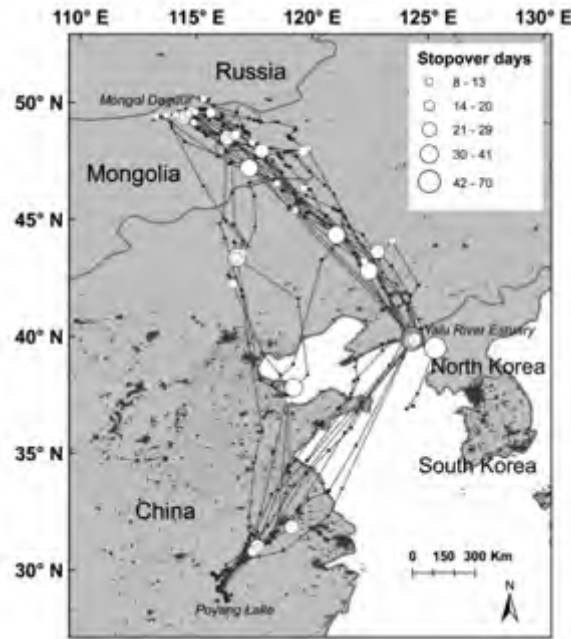 110° E 115° E 120° E 125° E 130° E
Stopover days
8 - 13
14 - 20
21 - 29
30 - 41
42 - 70
Russia
50° N
Mongol Daguur
Mongolia
45° N
40° N
Yalu River Estuary
North Korea
35° N
South Korea
China
0 150 300 Km
30° N
N
Poyang Lake